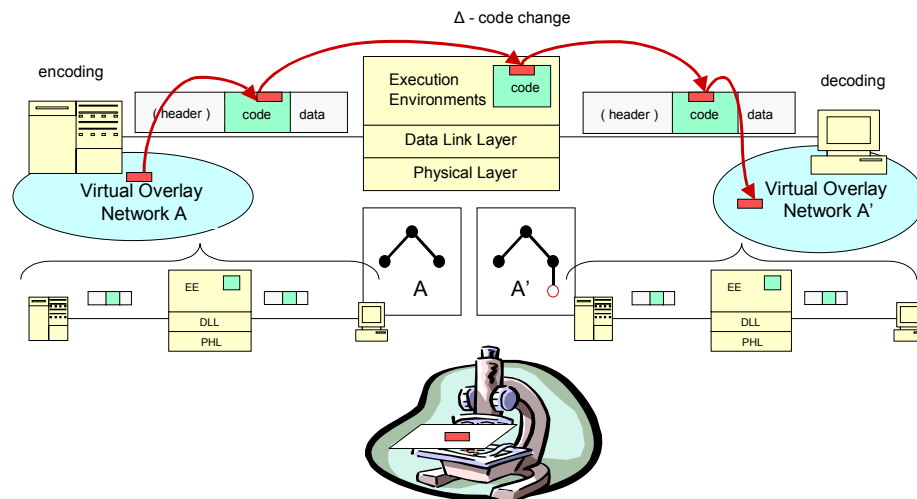 Δ - code change
encoding
decoding
( header )
code
data
Execution
Environments
code
Data Link Layer
Physical Layer
( header )
code
data
Virtual Overlay
Network A
Virtual Overlay
Network A’
A
A’
EE
DLL
PHL
EE
DLL
PHL